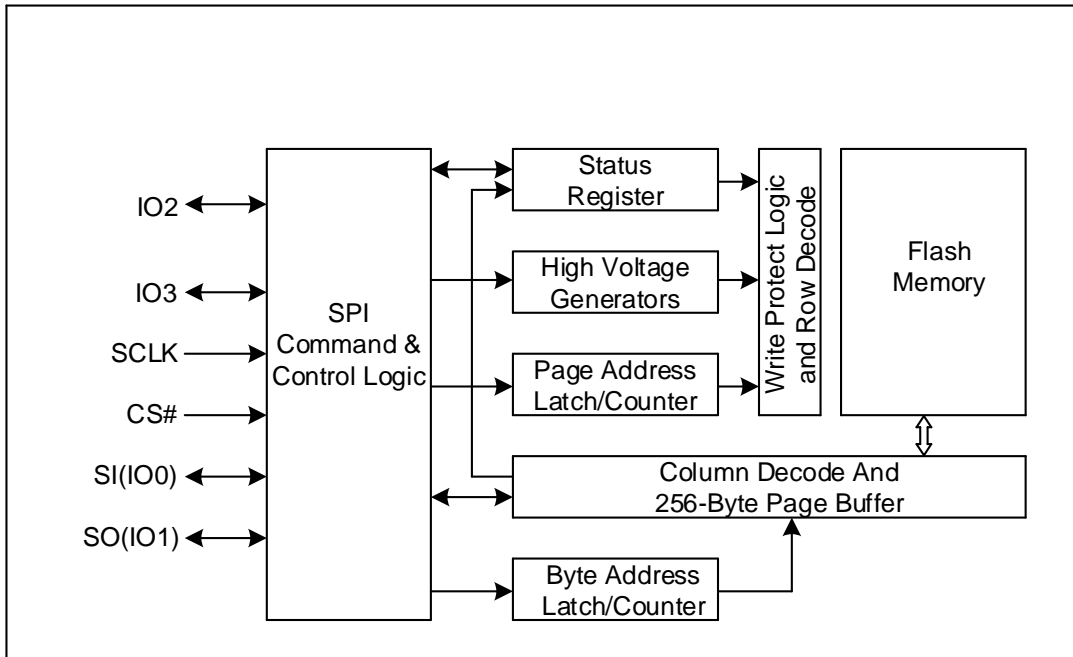 IO2
IO3
SCLK
CS#
SI(IO0)
SO(IO1)
SPI
Command &
Control Logic
Status
Register
High Voltage
Generators
Page Address
Latch/Counter
Write Protect Logic
and Row Decode
Flash
Memory
Column Decode And
256-Byte Page Buffer
Byte Address
Latch/Counter